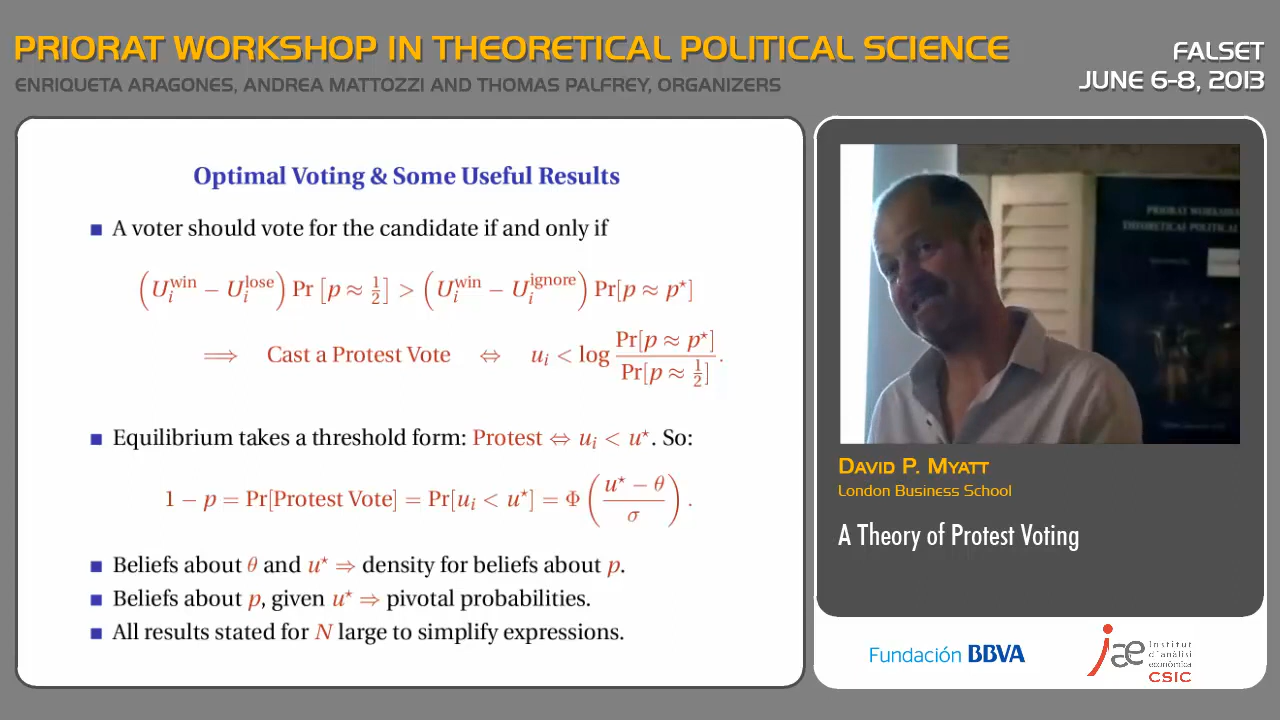 PRIORAT WORKSHOP IN THEORETICAL POLITICAL SCIENCE
ENRIQUETA ARAGONES, ANDREA MATTOZZI AND THOMAS PALFREY, ORGANIZERS
FALSET
JUNE 6-8, 2013
Optimal Voting & Some Useful Results
■ A voter should vote for the candidate if and only if
(U_i^win − U_i^lose) Pr [p ≈ 1/2] > (U_i^win − U_i^ignore) Pr[p ≈ p⋆]
⟹ Cast a Protest Vote ⇔ u_i < log Pr[p ≈ p⋆] / Pr[p ≈ 1/2] .
■ Equilibrium takes a threshold form: Protest ⇔ u_i < u⋆. So:
1 − p = Pr[Protest Vote] = Pr[u_i < u⋆] = Φ ( (u⋆ − θ) / σ ) .
■ Beliefs about θ and u⋆ ⇒ density for beliefs about p.
■ Beliefs about p, given u⋆ ⇒ pivotal probabilities.
■ All results stated for N large to simplify expressions.
PRIORAT WORKSHOP
THEORETICAL POLITICAL
DAVID P. MYATT
London Business School
A Theory of Protest Voting
Fundación BBVA
iae
Institut
d'anàlisi
econòmica
CSIC